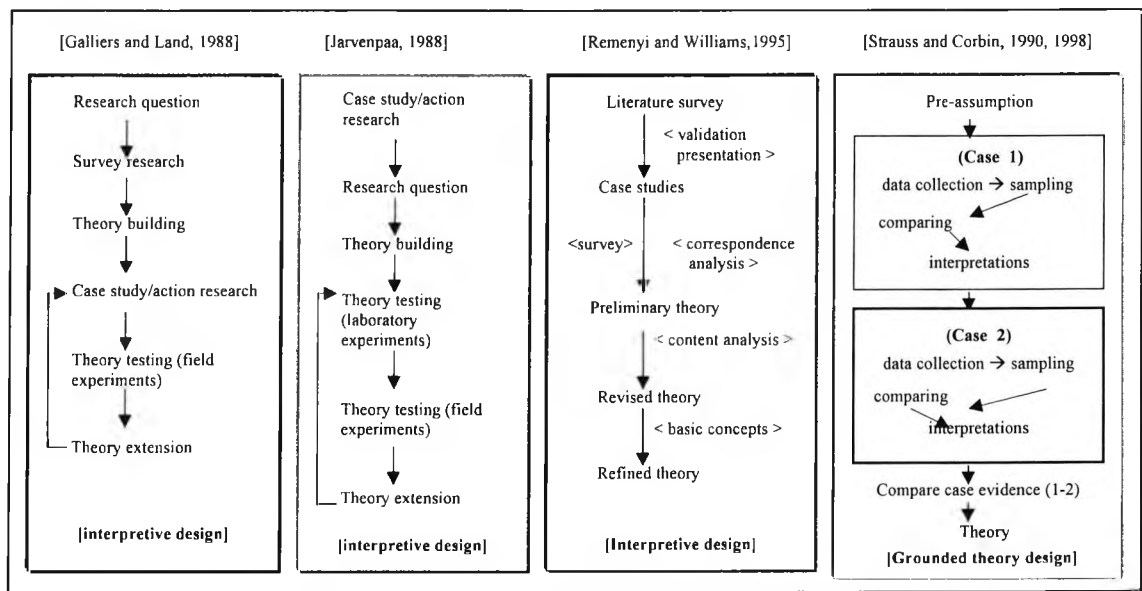 [Galliers and Land, 1988]
Research question
Survey research
Theory building
Case study/action research
Theory testing (field
experiments)
Theory extension
[interpretive design]
[Jarvenpaa, 1988]
Case study/action
research
Research question
Theory building
Theory testing
(laboratory
experiments)
Theory testing (field
experiments)
Theory extension
[interpretive design]
[Remenyi and Williams,1995]
Literature survey
< validation
presentation >
Case studies
<survey>
< correspondence
analysis >
Preliminary theory
< content analysis >
Revised theory
< basic concepts >
Refined theory
[Interpretive design]
[Strauss and Corbin, 1990, 1998]
Pre-assumption
(Case 1)
data collection → sampling
comparing
interpretations
(Case 2)
data collection → sampling
comparing
interpretations
Compare case evidence (1-2)
Theory
[Grounded theory design]